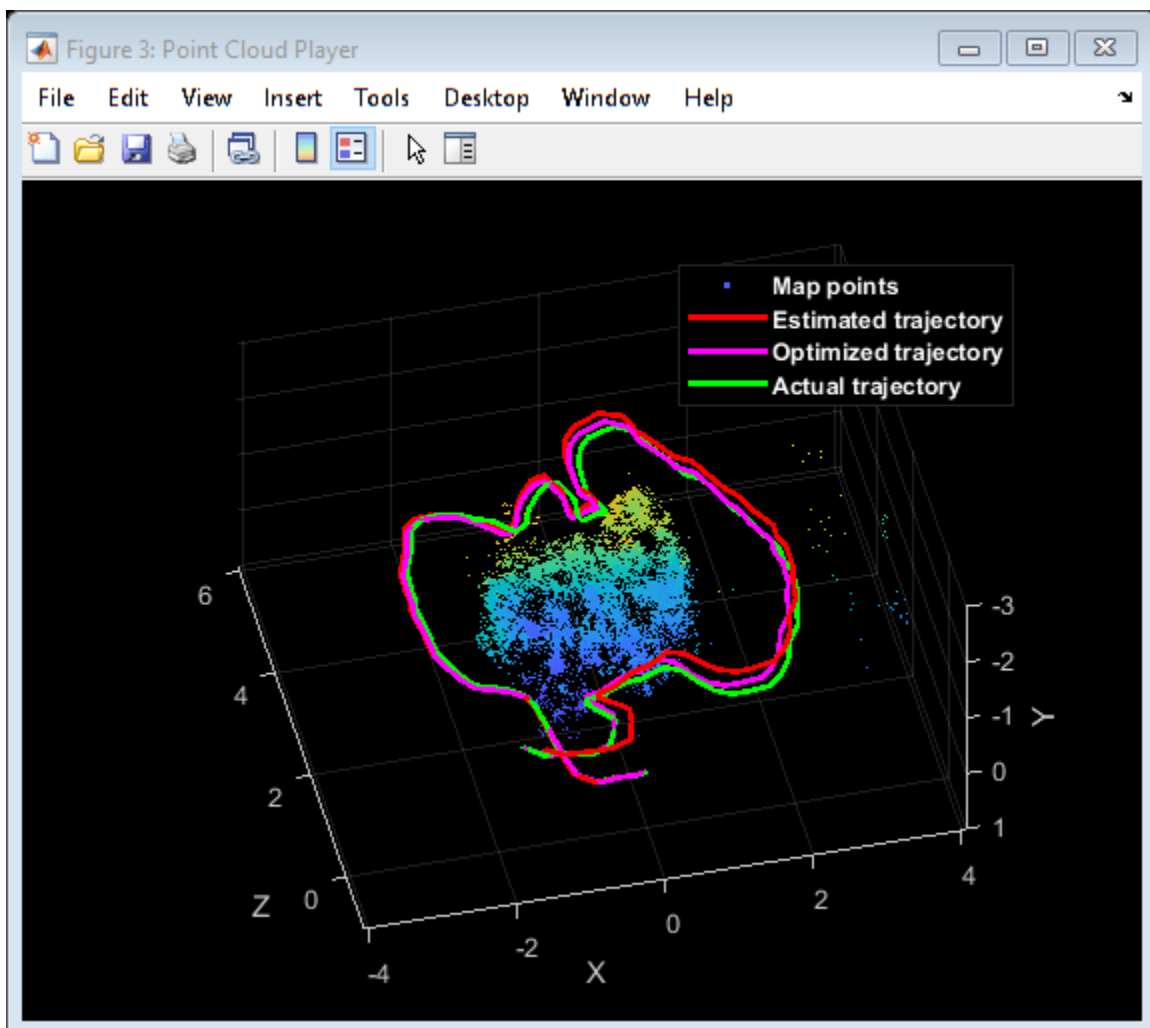 Figure 3: Point Cloud Player
File Edit View Insert Tools Desktop Window Help
Map points
Estimated trajectory
Optimized trajectory
Actual trajectory
6
4
2
0
Z
-4
-2
0
2
4
X
-3
-2
-1
0
1
Y